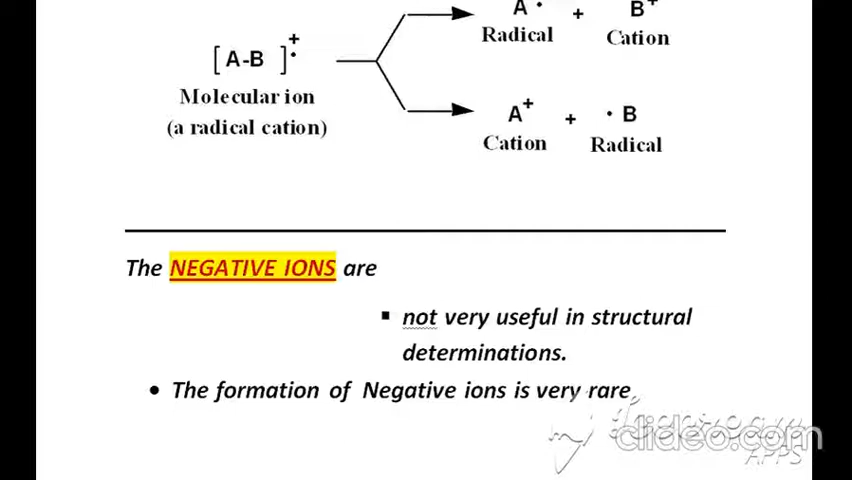 A • + B+
Radical Cation
[ A-B ]+•
Molecular ion
(a radical cation)
A+ + • B
Cation Radical
The NEGATIVE IONS are
▪ not very useful in structural
determinations.
• The formation of Negative ions is very rare
clideo.com
APPS